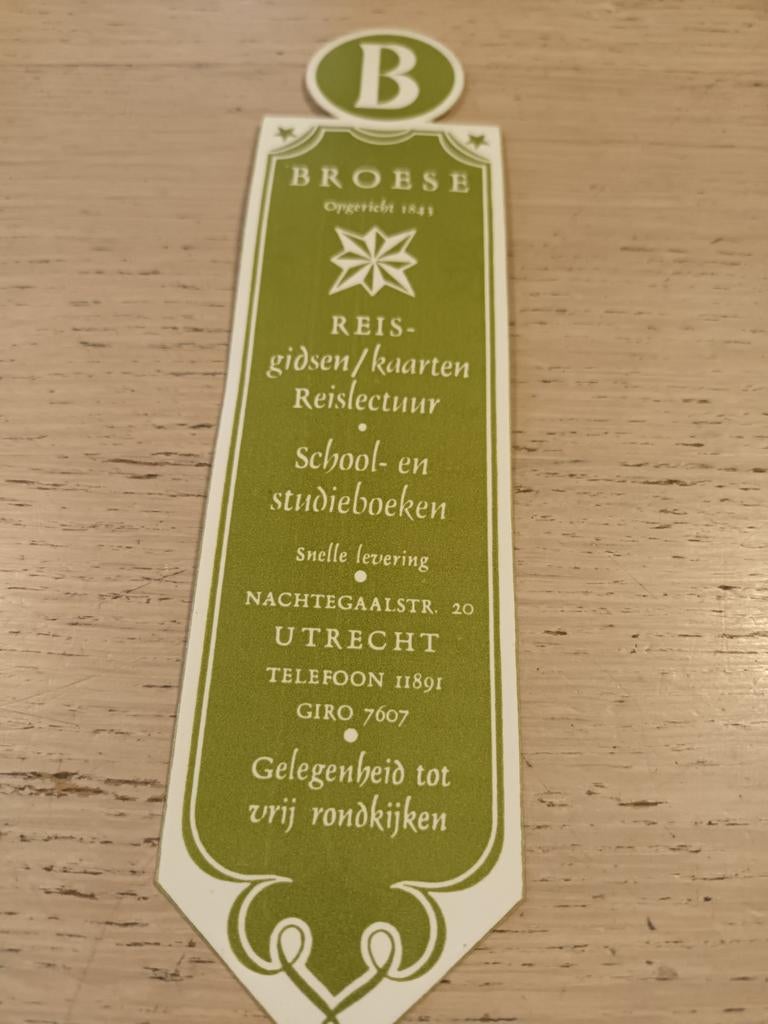 B
BROESE
Opgericht 1843
REIS-
gidsen/kaarten
Reislectuur
School- en
studieboeken
Snelle levering
NACHTEGAALSTR. 20
UTRECHT
TELEFOON 11891
GIRO 7607
Gelegenheid tot
vrij rondkijken